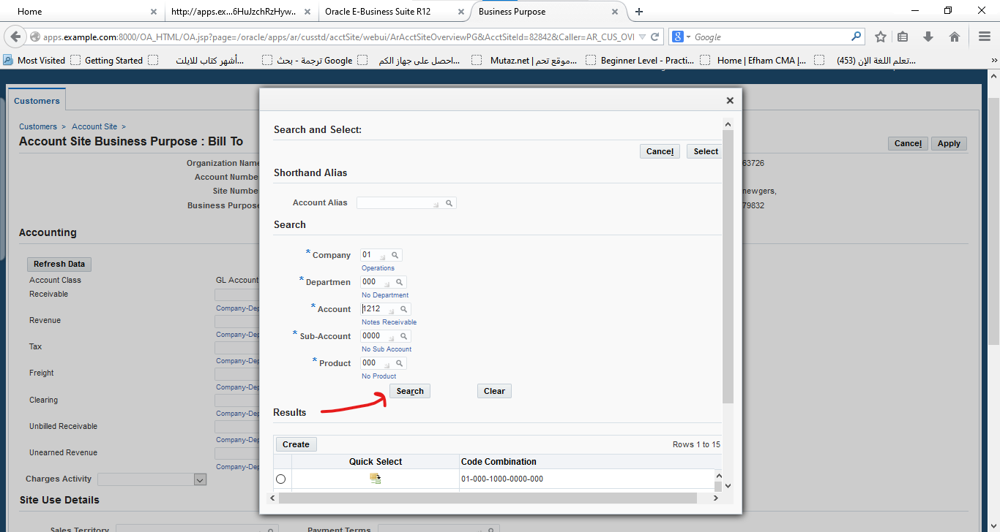 Home
http://apps.ex...6HuJzchRzHyw..
Oracle E-Business Suite R12
Business Purpose
apps.example.com:8000/OA_HTML/OA.jsp?page=/oracle/apps/ar/cusstd/acctSite/webui/ArAcctSiteOverviewPG&AcctSiteId=82842&Caller=AR_CUS_OVI
Google
Most Visited
Getting Started
أشهر كتاب للايلت...
ترجمة - بحث Google
احصل على جهاز الكم...
Mutaz.net | موقع تحم...
Beginner Level - Practi...
Home | Efham CMA |...
(453) تعلم اللغة الإن...
Customers
Customers > Account Site >
Account Site Business Purpose : Bill To
Cancel
Apply
Organization Name
63726
Account Numbe
Site Numbe
newgers,
Business Purpose
79832
Accounting
Refresh Data
Account Class
GL Account
Receivable
Company-Dep
Revenue
Company-Dep
Tax
Company-Dep
Freight
Company-Dep
Clearing
Company-Dep
Unbilled Receivable
Company-Dep
Unearned Revenue
Company-Dep
Charges Activity
Site Use Details
Sales Territory
Payment Terms
Search and Select:
Cancel
Select
Shorthand Alias
Account Alias
Search
* Company 01
Operations
* Departmen 000
No Department
* Account 1212
Notes Receivable
* Sub-Account 0000
No Sub Account
* Product 000
No Product
Search
Clear
Results
Create
Rows 1 to 15
Quick Select
Code Combination
01-000-1000-0000-000